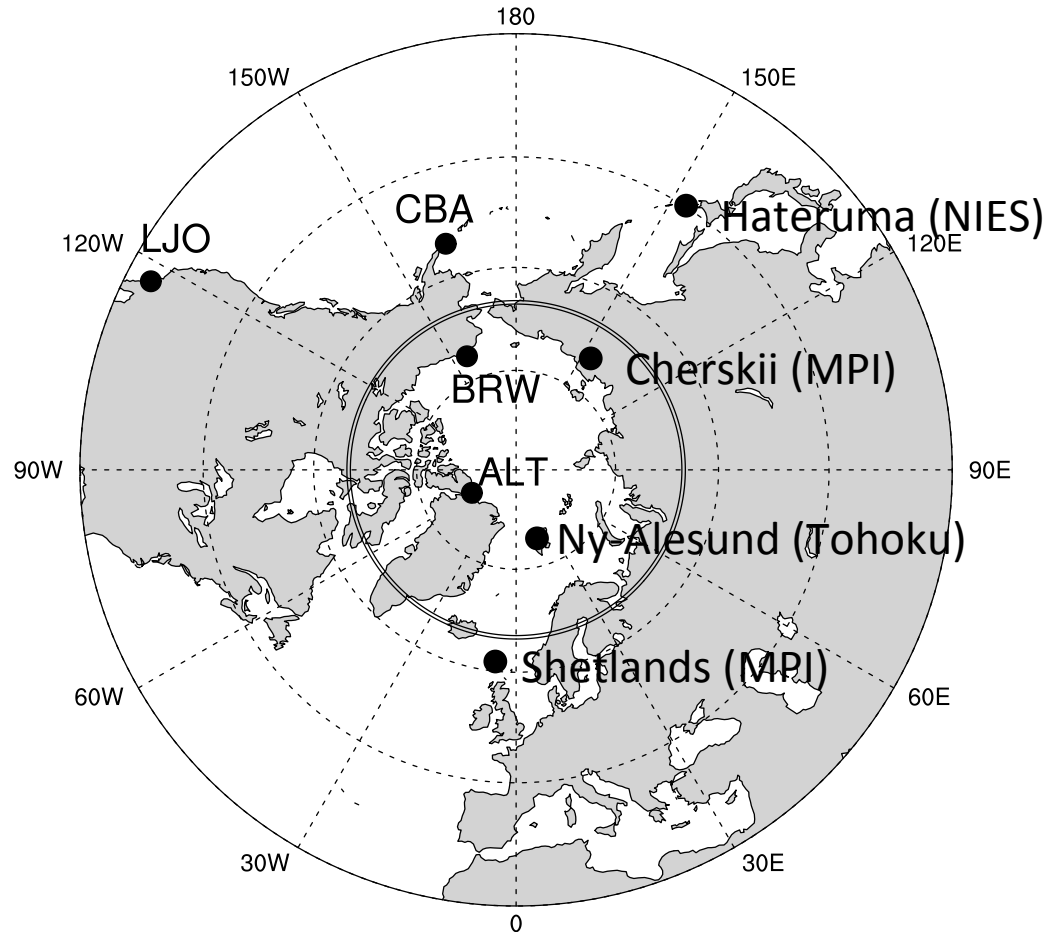 180
150W
150E
CBA
Hateruma (NIES)
120W
LJO
120E
Cherskii (MPI)
BRW
90W
ALT
90E
Ny-Alesund (Tohoku)
Shetlands (MPI)
60W
60E
30W
30E
0